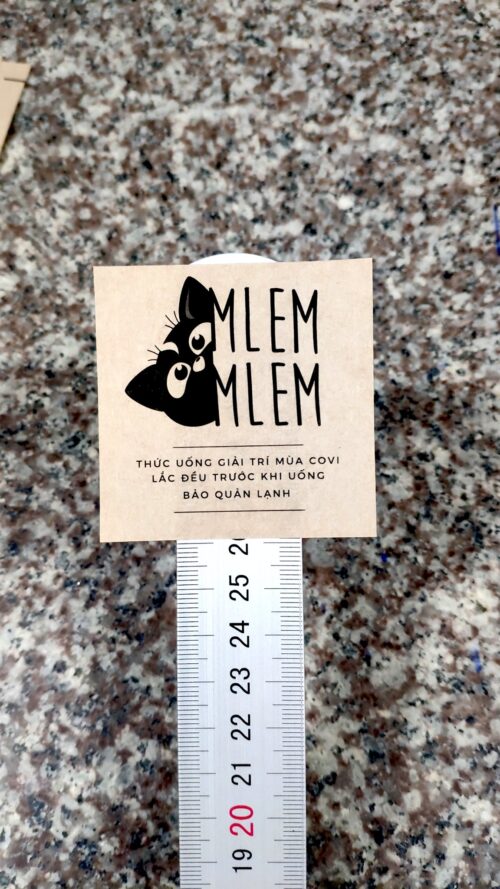 MLEM
MLEM
THỨC UỐNG GIẢI TRÍ MÙA COVI
LẮC ĐỀU TRƯỚC KHI UỐNG
BẢO QUẢN LẠNH
26
25
24
23
22
21
20
19